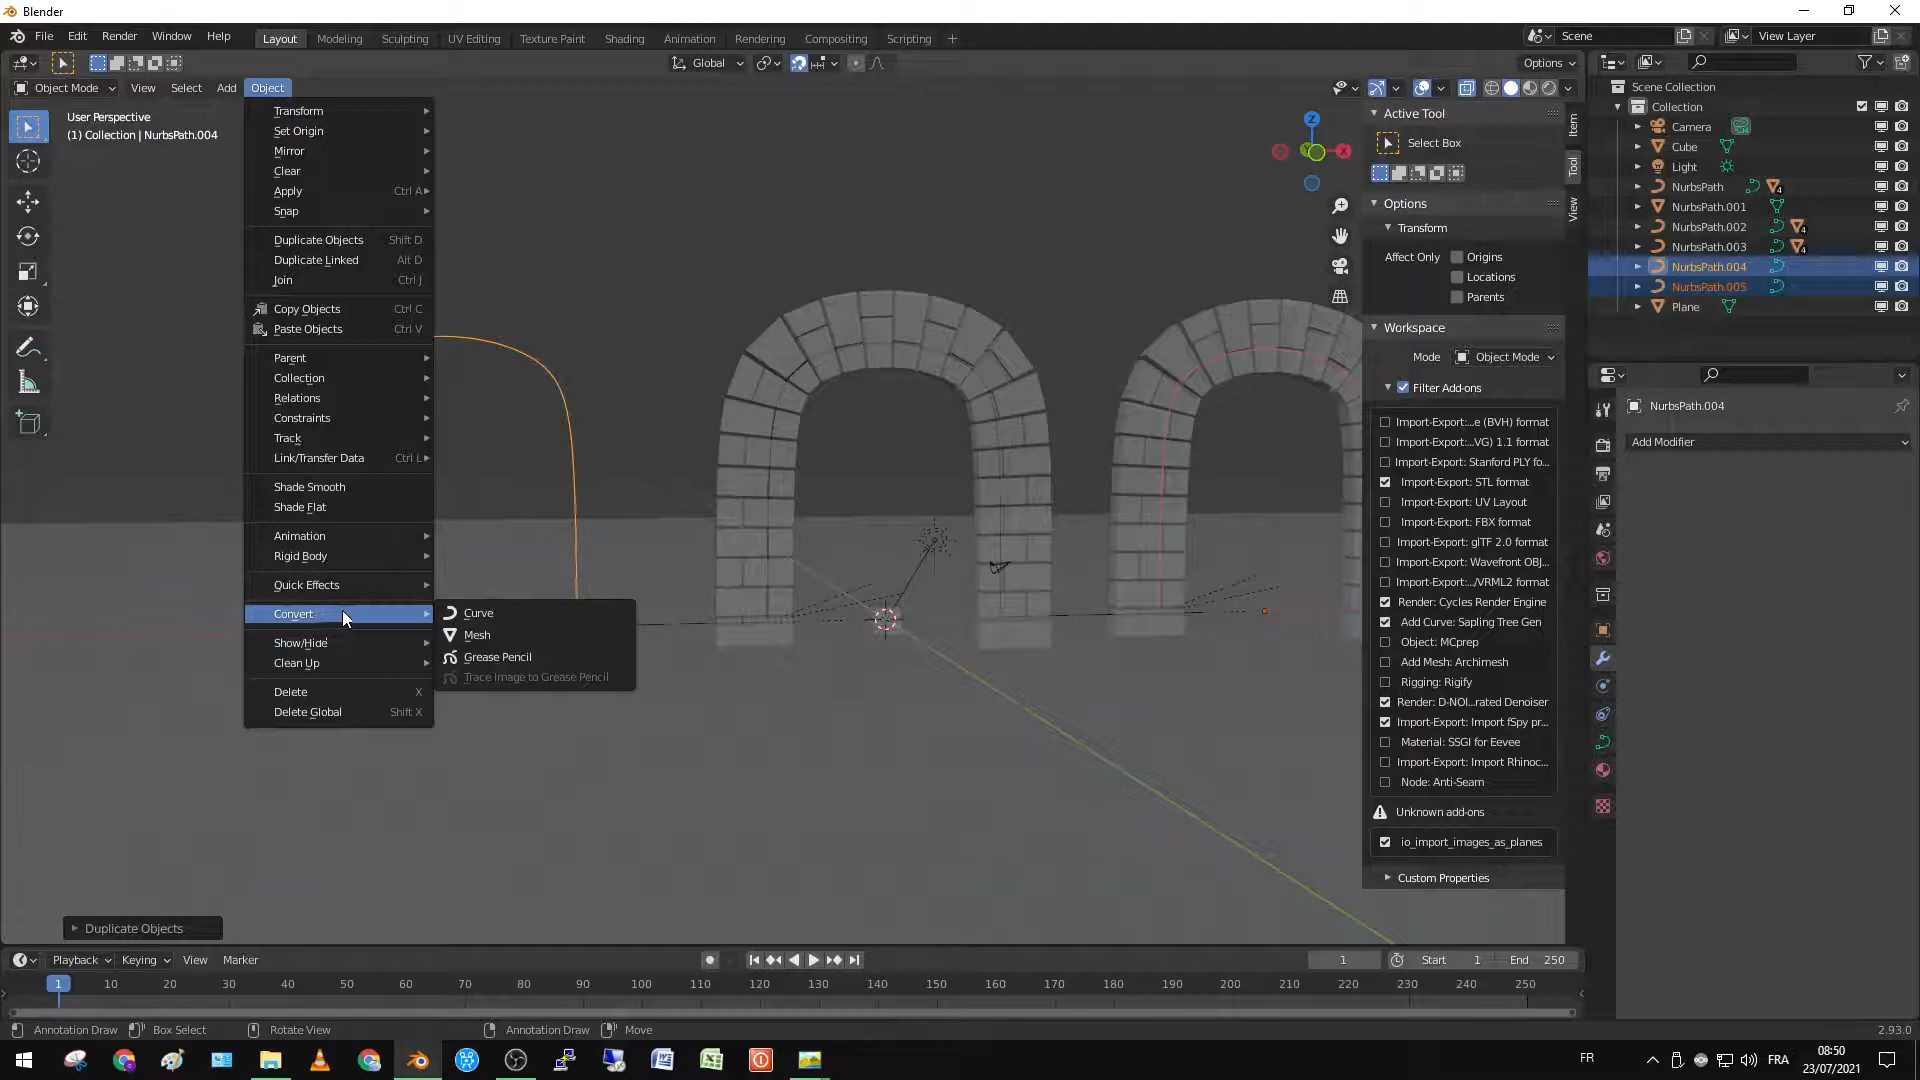 Blender
File Edit Render Window Help
Layout Modeling Sculpting UV Editing Texture Paint Shading Animation Rendering Compositing Scripting +
Scene
View Layer
Global
Options
Object Mode View Select Add Object
User Perspective
(1) Collection | NurbsPath.004
Transform
Set Origin
Mirror
Clear
Apply Ctrl A
Snap
Duplicate Objects Shift D
Duplicate Linked Alt D
Join Ctrl J
Copy Objects Ctrl C
Paste Objects Ctrl V
Parent
Collection
Relations
Constraints
Track
Link/Transfer Data Ctrl L
Shade Smooth
Shade Flat
Animation
Rigid Body
Quick Effects
Convert
Show/Hide
Clean Up
Delete X
Delete Global Shift X
Curve
Mesh
Grease Pencil
Trace Image to Grease Pencil
Z
X
Active Tool
Select Box
Options
Transform
Affect Only Origins
Locations
Parents
Workspace
Mode Object Mode
Filter Add-ons
Import-Export:...e (BVH) format
Import-Export:...VG) 1.1 format
Import-Export: Stanford PLY fo...
Import-Export: STL format
Import-Export: UV Layout
Import-Export: FBX format
Import-Export: glTF 2.0 format
Import-Export: Wavefront OBJ...
Import-Export:.../VRML2 format
Render: Cycles Render Engine
Add Curve: Sapling Tree Gen
Object: MCprep
Add Mesh: Archimesh
Rigging: Rigify
Render: D-NOI...rated Denoiser
Import-Export: Import fSpy pr...
Material: SSGI for Eevee
Import-Export: Import Rhinoc...
Node: Anti-Seam
Unknown add-ons
io_import_images_as_planes
Custom Properties
Item
Tool
View
Scene Collection
Collection
Camera
Cube
Light
NurbsPath 4
NurbsPath.001
NurbsPath.002 4
NurbsPath.003 4
NurbsPath.004
NurbsPath.005
Plane
NurbsPath.004
Add Modifier
Duplicate Objects
Playback Keying View Marker
1 Start 1 End 250
1 10 20 30 40 50 60 70 80 90 100 110 120 130 140 150 160 170 180 190 200 210 220 230 240 250
Annotation Draw Box Select Rotate View Annotation Draw Move
2.93.0
FR
FRA
08:50
23/07/2021